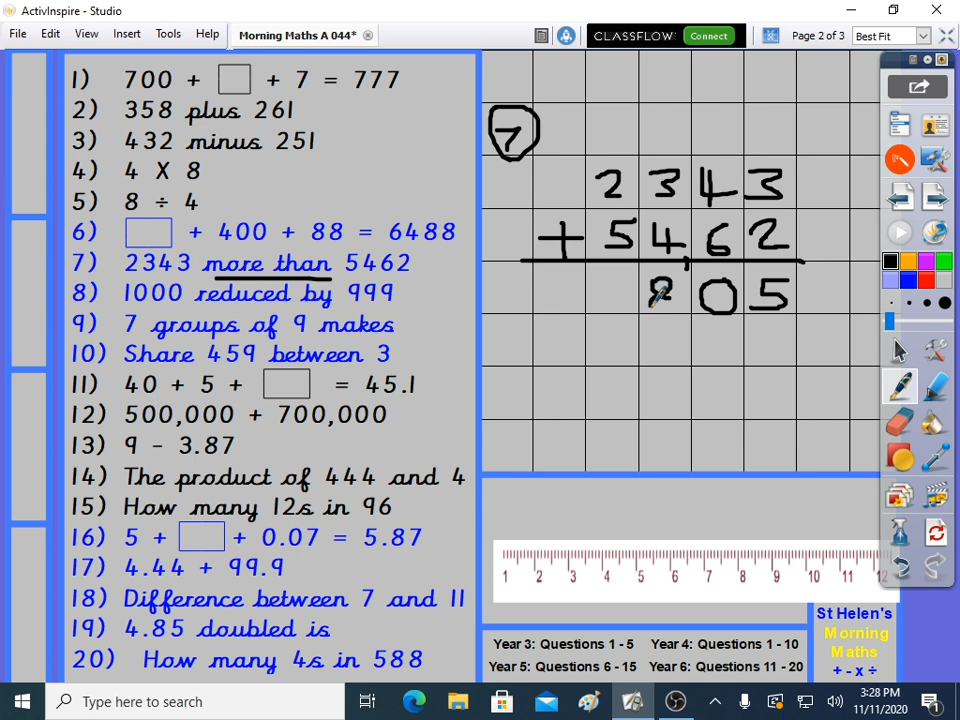 ActivInspire - Studio
File Edit View Insert Tools Help Morning Maths A 044* CLASSFLOW Connect Page 2 of 3 Best Fit
1) 700 + + 7 = 777
2) 358 plus 261
3) 432 minus 251
4) 4 X 8
5) 8 ÷ 4
6) + 400 + 88 = 6488
7) 2343 more than 5462
8) 1000 reduced by 999
9) 7 groups of 9 makes
10) Share 459 between 3
11) 40 + 5 + = 45.1
12) 500,000 + 700,000
13) 9 - 3.87
14) The product of 444 and 4
15) How many 12s in 96
16) 5 + + 0.07 = 5.87
17) 4.44 + 99.9
18) Difference between 7 and 11
19) 4.85 doubled is
20) How many 4s in 588
7
2343
+ 5462
805
1 2 3 4 5 6 7 8 9 10 11 12
Year 3: Questions 1 - 5 Year 4: Questions 1 - 10
Year 5: Questions 6 - 15 Year 6: Questions 11 - 20
St Helen's
Morning
Maths
+ - x ÷
Type here to search
3:28 PM
11/11/2020
1